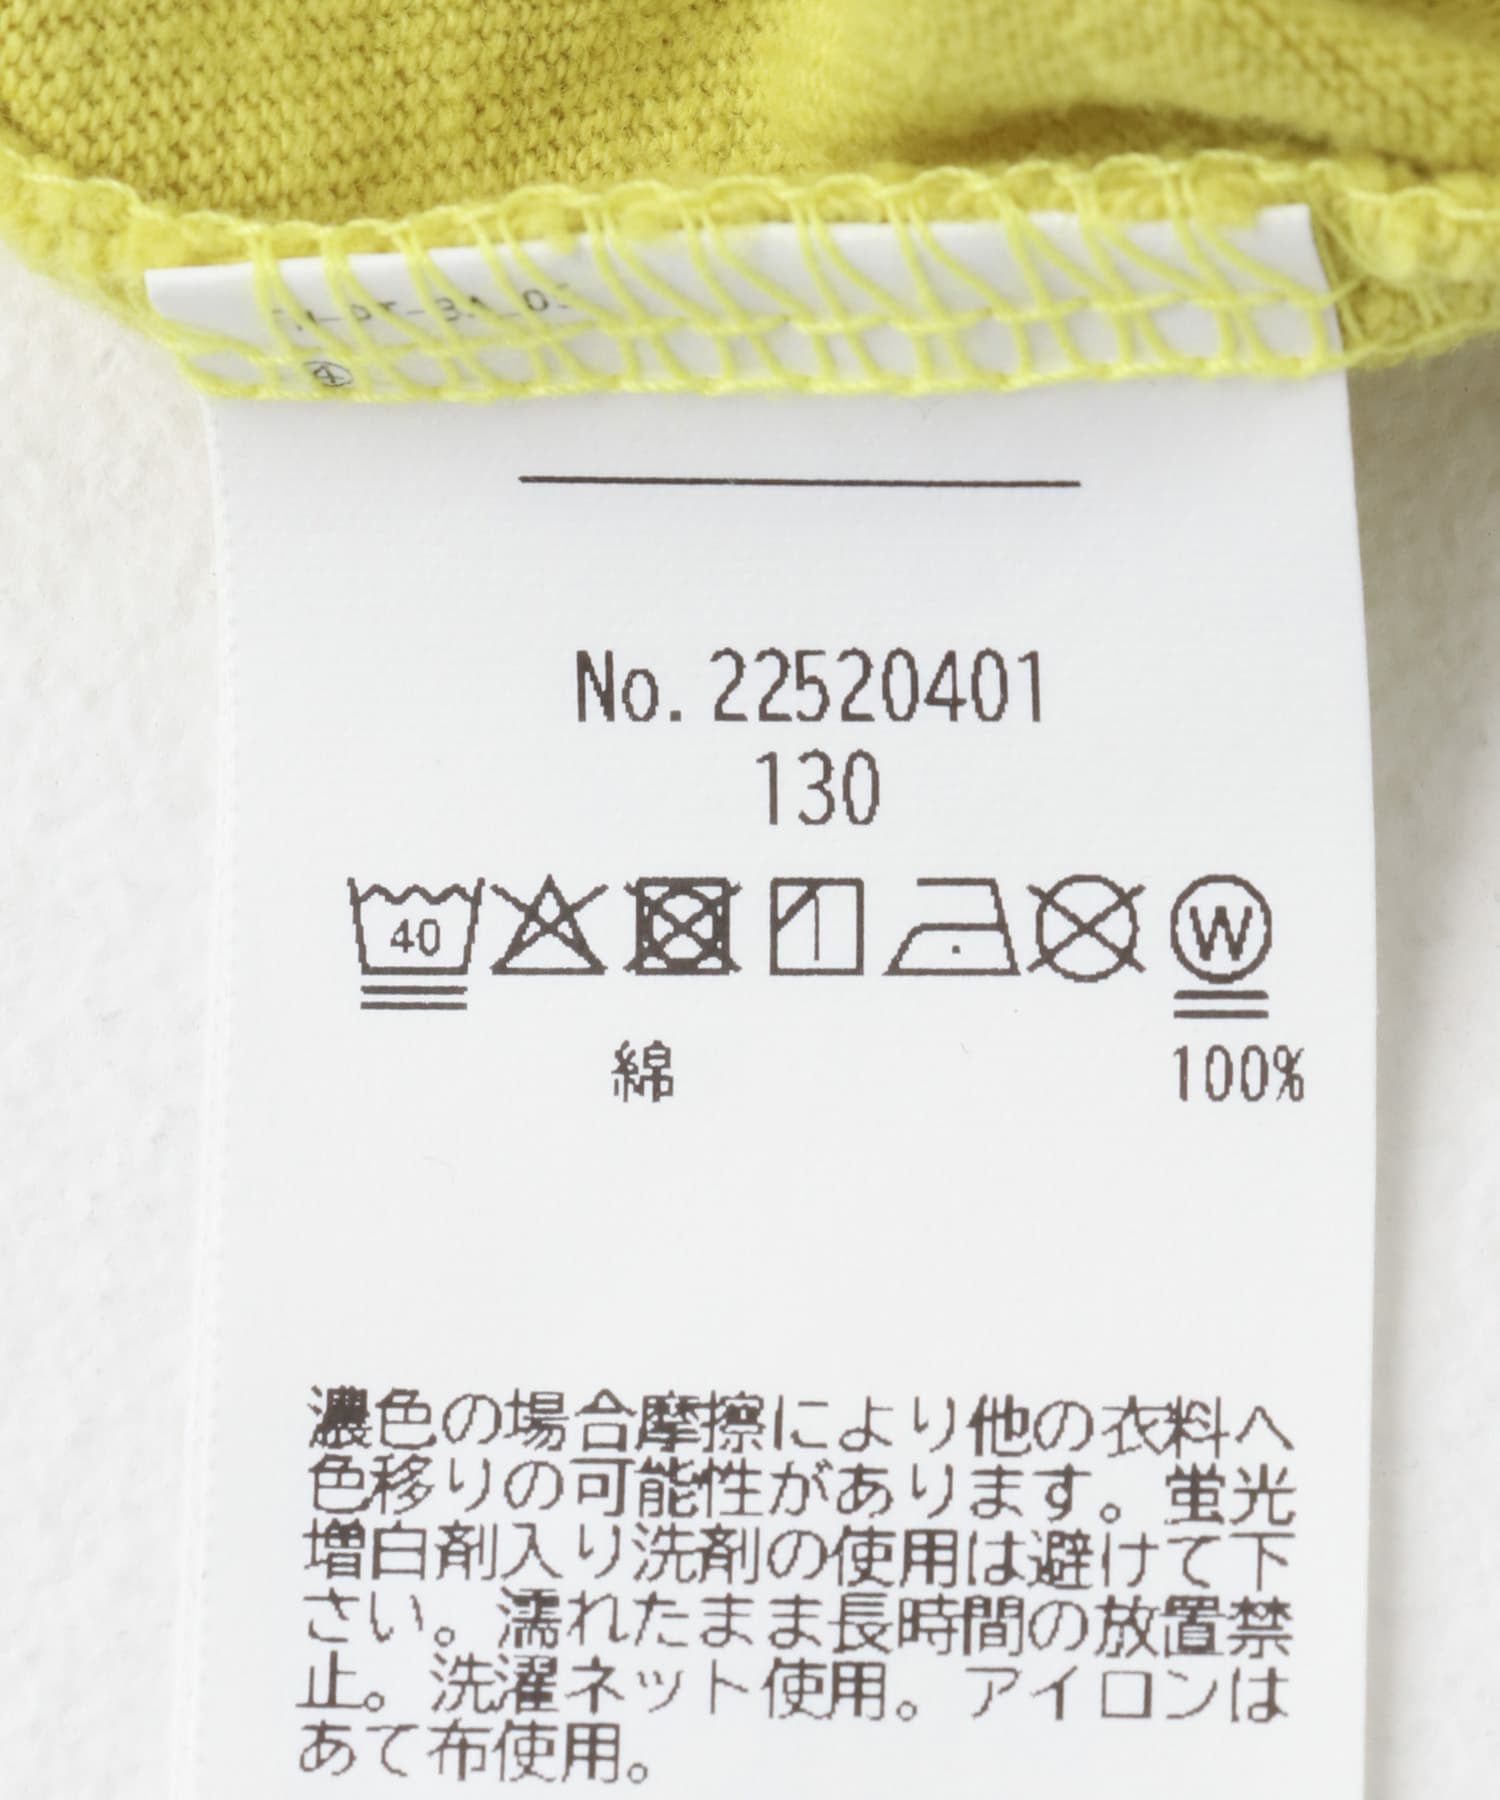 ④
No. 22520401
130
40 W
綿 100%
濃色の場合摩擦により他の衣料へ
色移りの可能性があります。蛍光
増白剤入り洗剤の使用は避けて下
さい。濡れたまま長時間の放置禁
止。洗濯ネット使用。アイロンは
あて布使用。